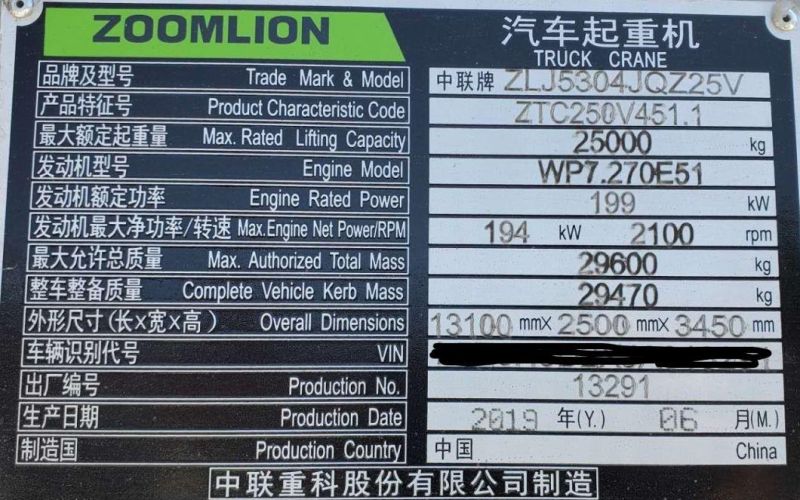 ZOOMLION 汽车起重机
TRUCK CRANE
品牌及型号 Trade Mark & Model 中联牌 ZLJ5304JQZ25V
产品特征号 Product Characteristic Code ZTC250V451.1
最大额定起重量 Max. Rated Lifting Capacity 25000 kg
发动机型号 Engine Model WP7.270E51
发动机额定功率 Engine Rated Power 199 kW
发动机最大净功率/转速 Max.Engine Net Power/RPM 194 kW 2100 rpm
最大允许总质量 Max. Authorized Total Mass 29600 kg
整车整备质量 Complete Vehicle Kerb Mass 29470 kg
外形尺寸(长×宽×高) Overall Dimensions 13100 mm× 2500 mm× 3450 mm
车辆识别代号 VIN
出厂编号 Production No. 13291
生产日期 Production Date 2019 年(Y.) 06 月(M.)
制造国 Production Country 中国 China
中联重科股份有限公司制造